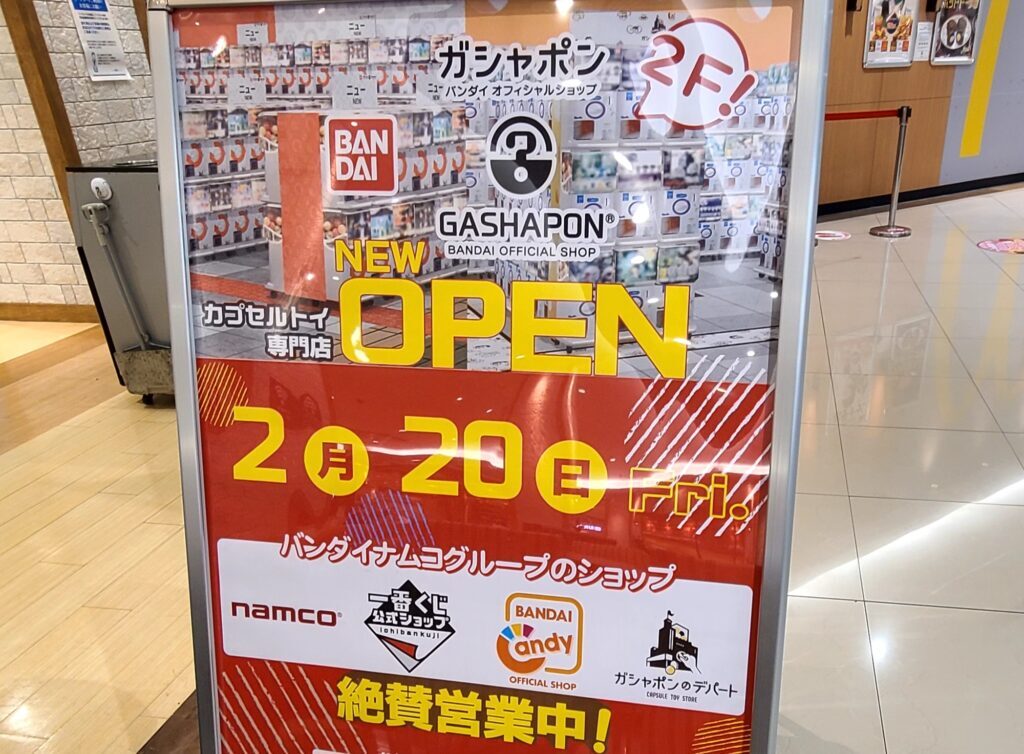 ガシャポン
バンダイ オフィシャルショップ
2F!
BAN
DAI
GASHAPON®
BANDAI OFFICIAL SHOP
NEW
OPEN
カプセルトイ
専門店
2月20日 Fri.
バンダイナムコグループのショップ
namco®
一番くじ
公式ショップ
ichibankuji
BANDAI
Candy
OFFICIAL SHOP
ガシャポンのデパート
CAPSULE TOY STORE
絶賛営業中!